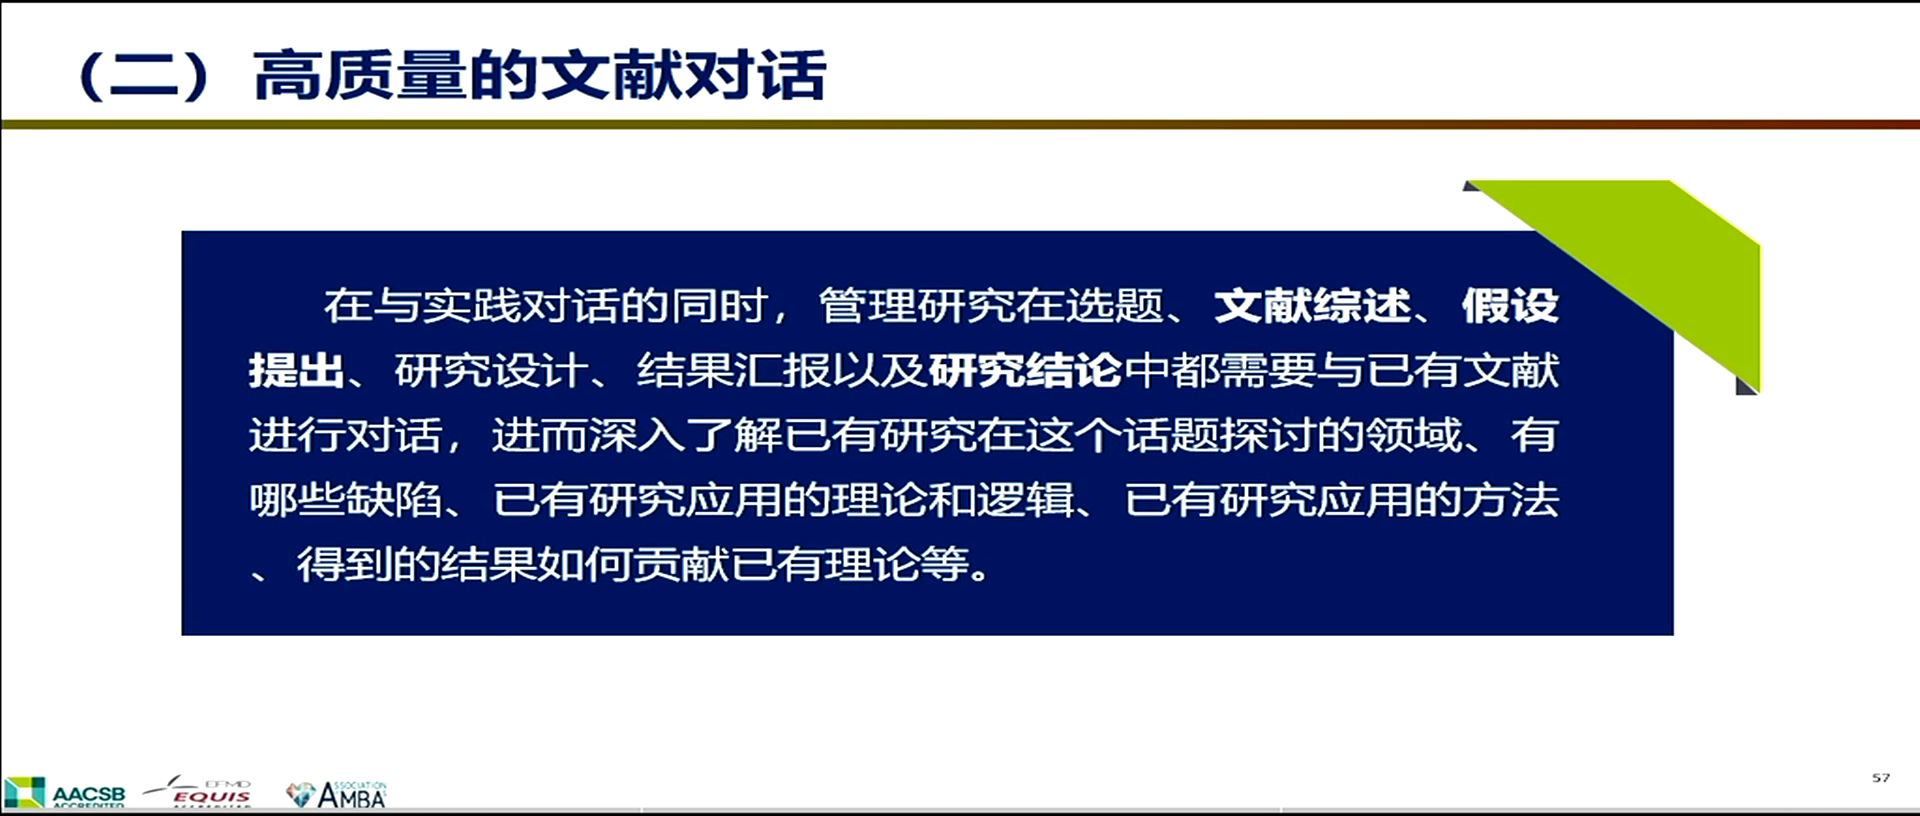 （二）高质量的文献对话
在与实践对话的同时，管理研究在选题、文献综述、假设
提出、研究设计、结果汇报以及研究结论中都需要与已有文献
进行对话，进而深入了解已有研究在这个话题探讨的领域、有
哪些缺陷、已有研究应用的理论和逻辑、已有研究应用的方法
、得到的结果如何贡献已有理论等。
AACSB
ACCREDITED
EFMD
EQUIS
ASSOCIATION
AMBA
57